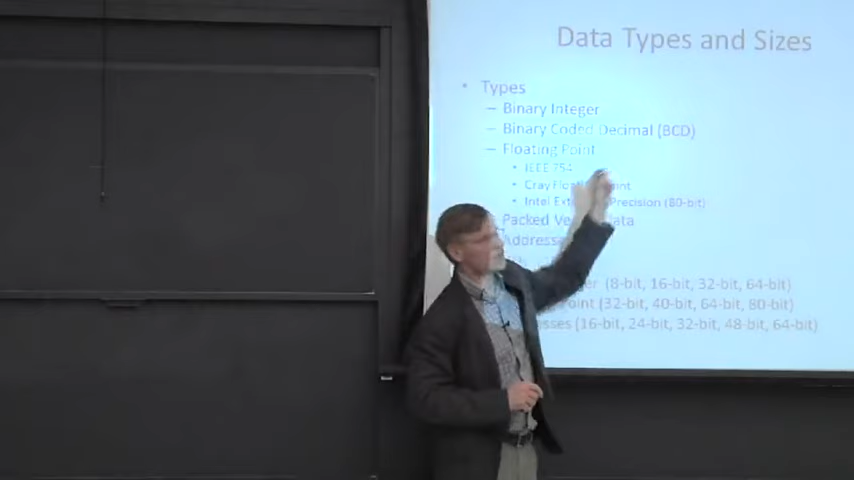 Data Types and Sizes
• Types
– Binary Integer
– Binary Coded Decimal (BCD)
– Floating Point
• IEEE 754
• Cray Floating Point
• Intel Extended Precision (80-bit)
Packed Vector Data
Addresses
(8-bit, 16-bit, 32-bit, 64-bit)
Point (32-bit, 40-bit, 64-bit, 80-bit)
(16-bit, 24-bit, 32-bit, 48-bit, 64-bit)